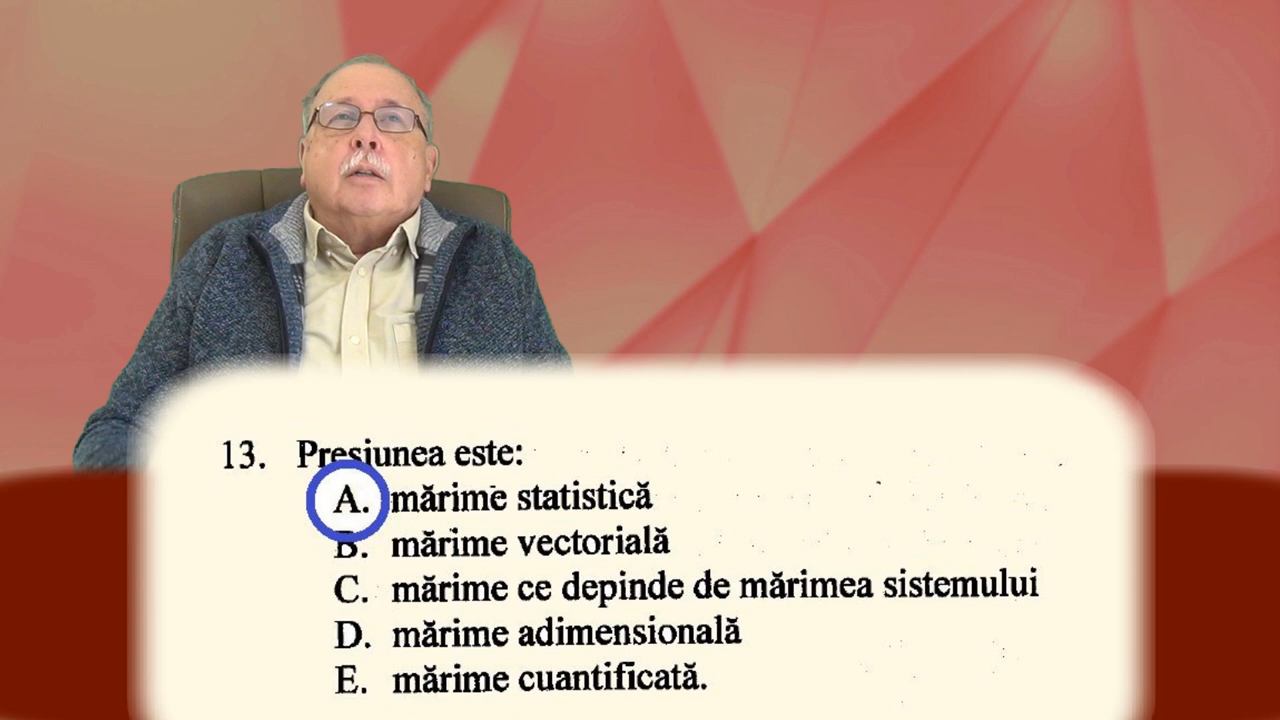 13. Presiunea este:
A. mărime statistică
B. mărime vectorială
C. mărime ce depinde de mărimea sistemului
D. mărime adimensională
E. mărime cuantificată.